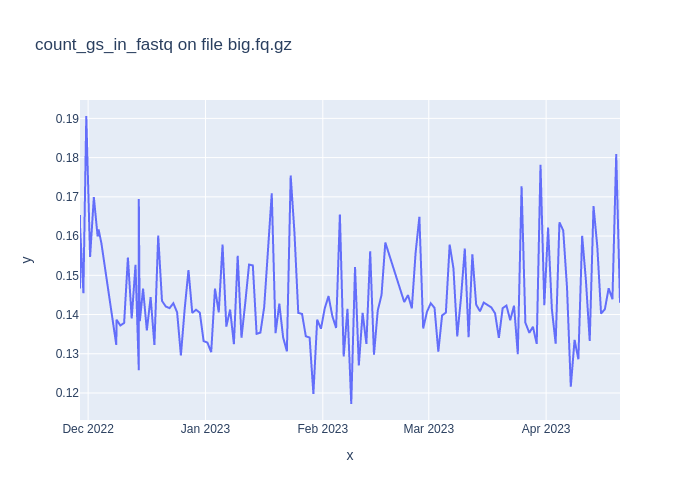 count_gs_in_fastq on file big.fq.gz
0.19
0.18
0.17
0.16
0.15
0.14
0.13
0.12
y
Dec 2022
Jan 2023
Feb 2023
Mar 2023
Apr 2023
x